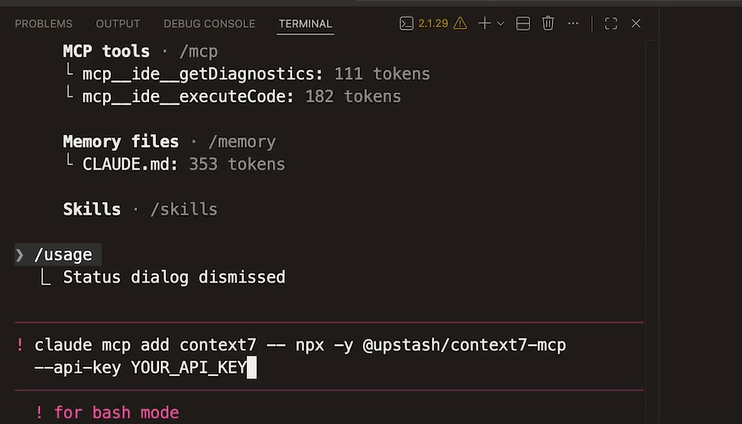 PROBLEMS OUTPUT DEBUG CONSOLE TERMINAL 2.1.29
MCP tools · /mcp
└ mcp__ide__getDiagnostics: 111 tokens
└ mcp__ide__executeCode: 182 tokens
Memory files · /memory
└ CLAUDE.md: 353 tokens
Skills · /skills
❯ /usage
⎿ Status dialog dismissed
! claude mcp add context7 -- npx -y @upstash/context7-mcp
--api-key YOUR_API_KEY
! for bash mode